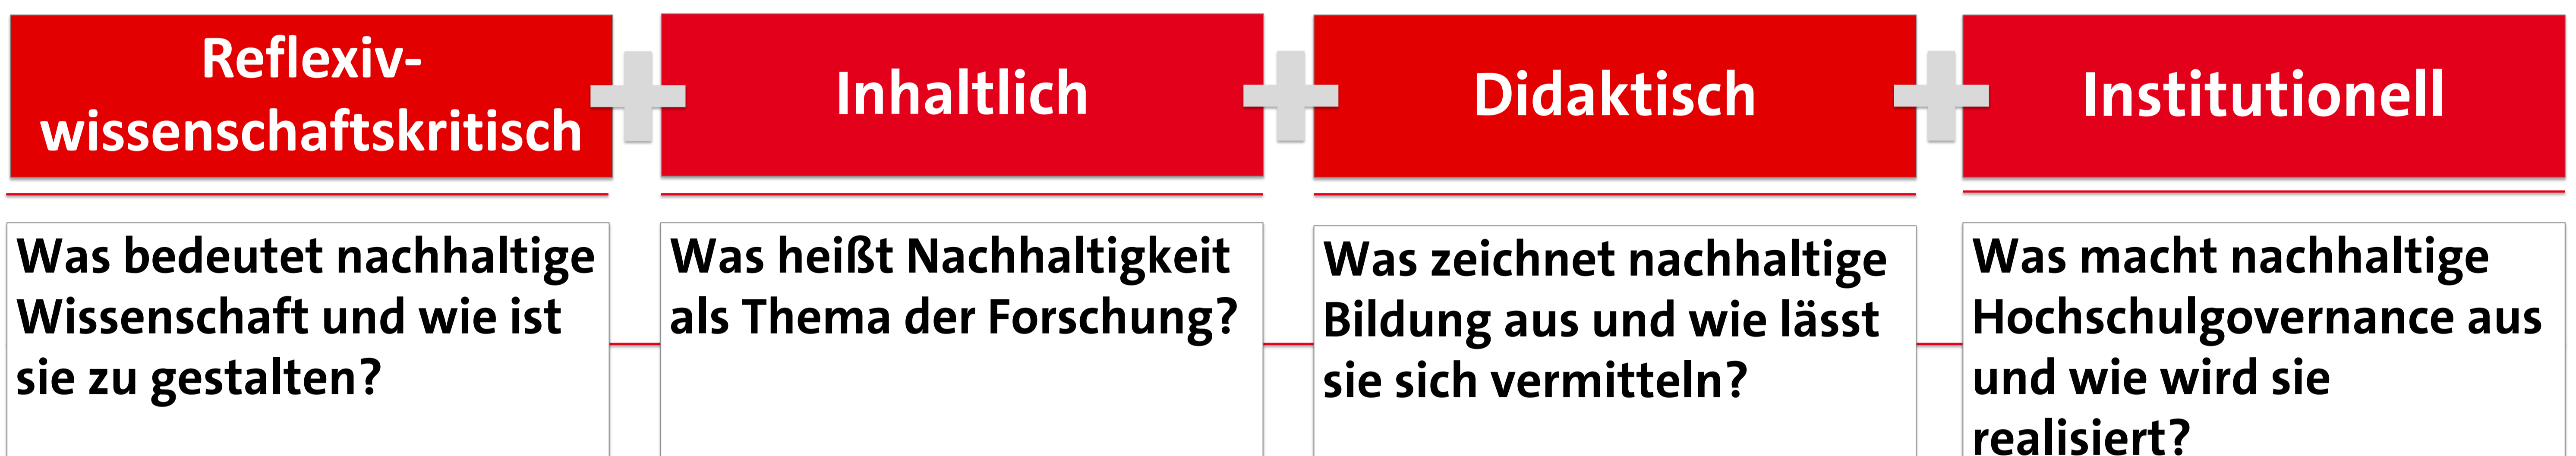 Reflexiv-
wissenschaftskritisch
Inhaltlich
Didaktisch
Institutionell
Was bedeutet nachhaltige
Wissenschaft und wie ist
sie zu gestalten?
Was heißt Nachhaltigkeit
als Thema der Forschung?
Was zeichnet nachhaltige
Bildung aus und wie lässt
sie sich vermitteln?
Was macht nachhaltige
Hochschulgovernance aus
und wie wird sie
realisiert?